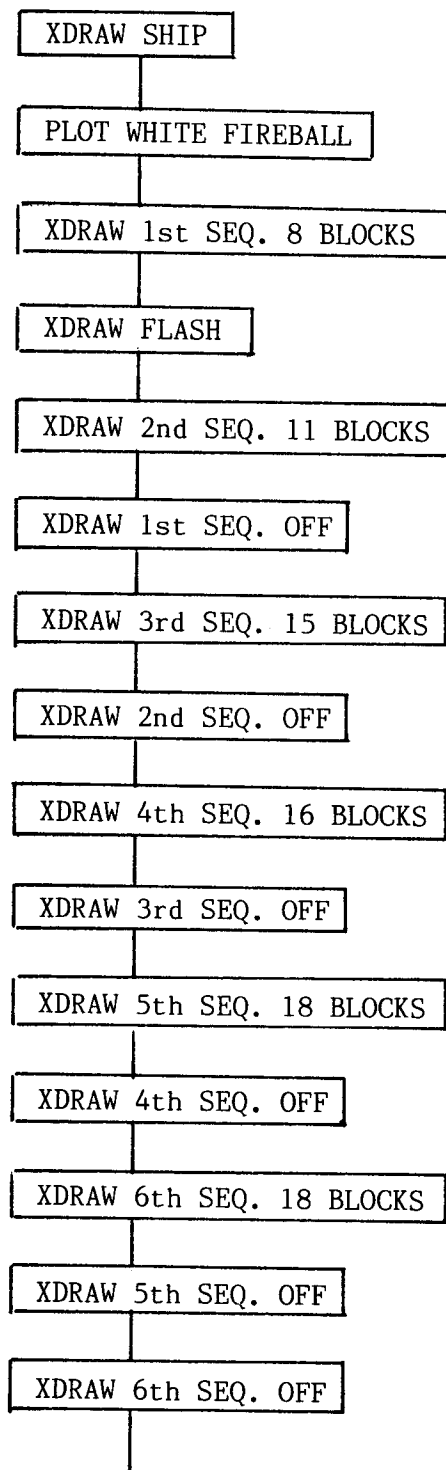 XDRAW SHIP
PLOT WHITE FIREBALL
XDRAW 1st SEQ. 8 BLOCKS
XDRAW FLASH
XDRAW 2nd SEQ. 11 BLOCKS
XDRAW 1st SEQ. OFF
XDRAW 3rd SEQ. 15 BLOCKS
XDRAW 2nd SEQ. OFF
XDRAW 4th SEQ. 16 BLOCKS
XDRAW 3rd SEQ. OFF
XDRAW 5th SEQ. 18 BLOCKS
XDRAW 4th SEQ. OFF
XDRAW 6th SEQ. 18 BLOCKS
XDRAW 5th SEQ. OFF
XDRAW 6th SEQ. OFF